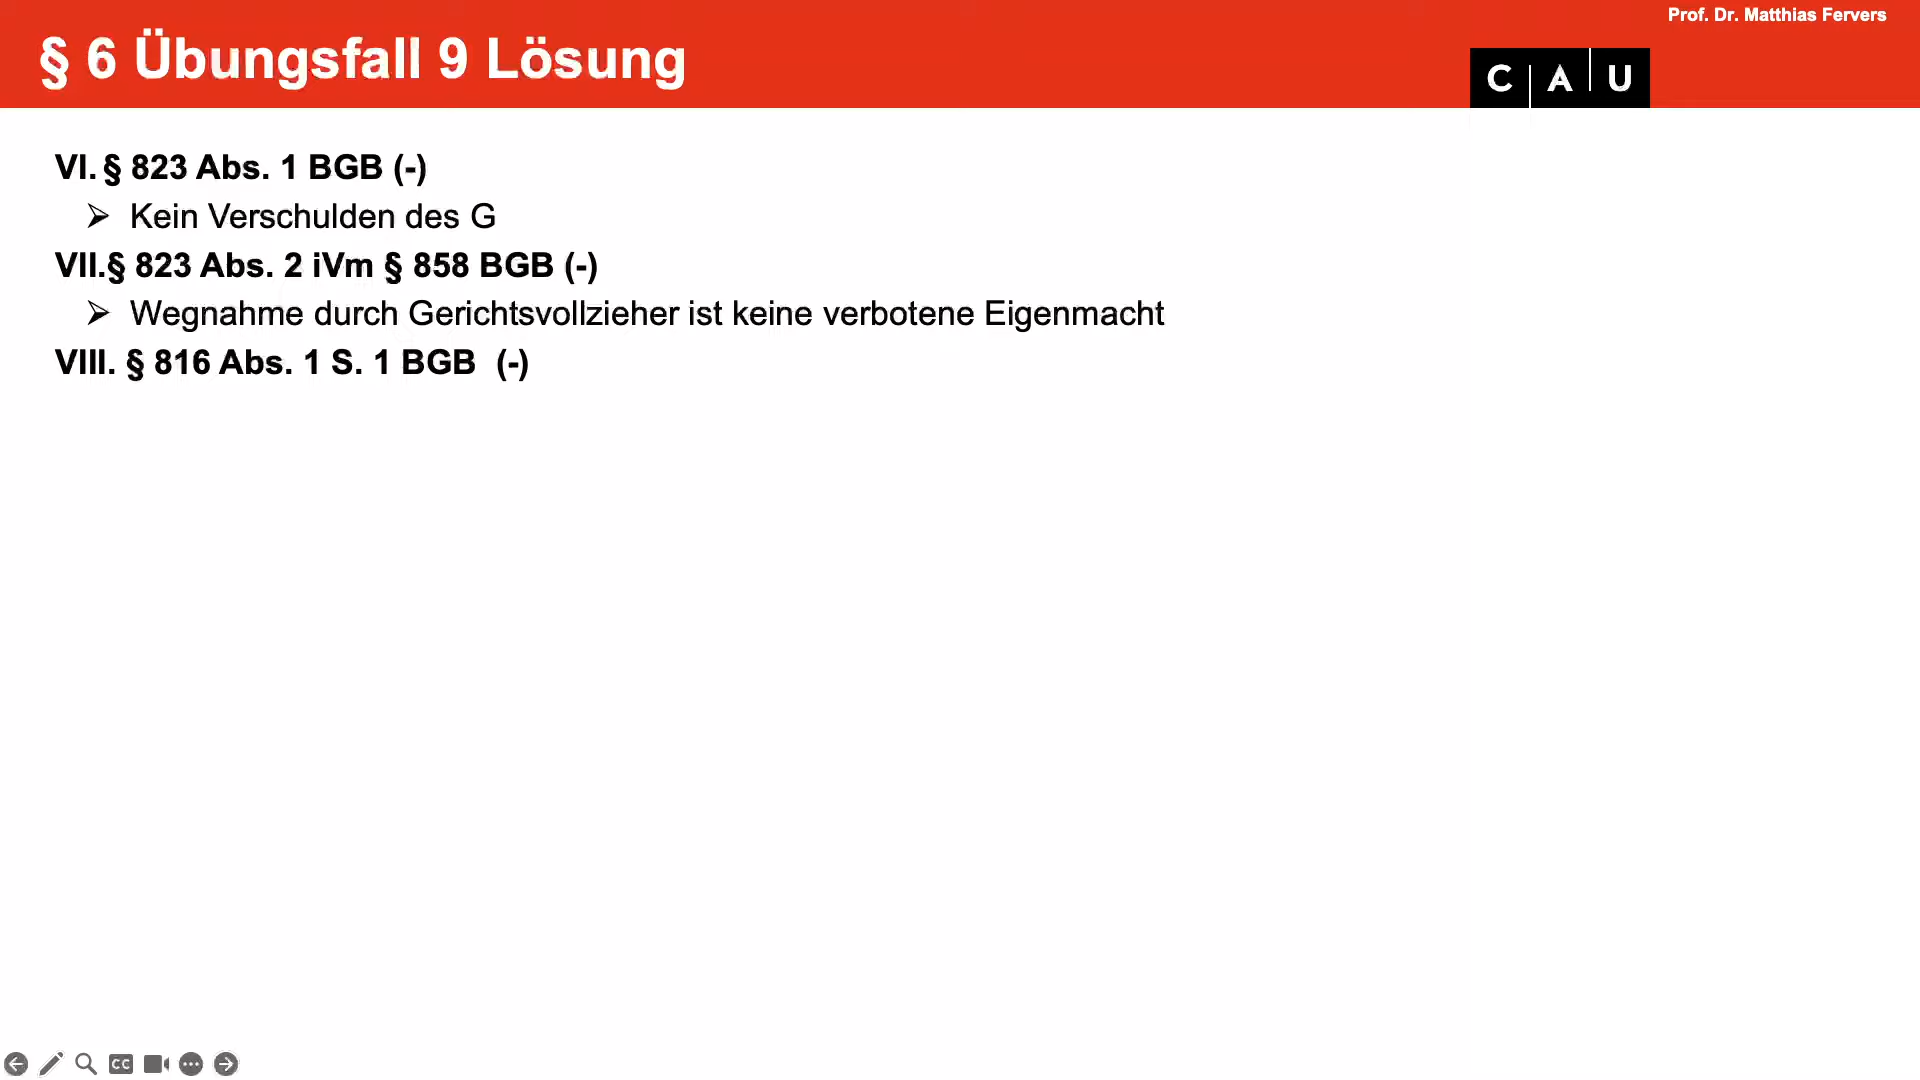 Prof. Dr. Matthias Fervers
§ 6 Übungsfall 9 Lösung
C A U
VI. § 823 Abs. 1 BGB (-)
Kein Verschulden des G
VII.§ 823 Abs. 2 iVm § 858 BGB (-)
Wegnahme durch Gerichtsvollzieher ist keine verbotene Eigenmacht
VIII. § 816 Abs. 1 S. 1 BGB (-)
CC